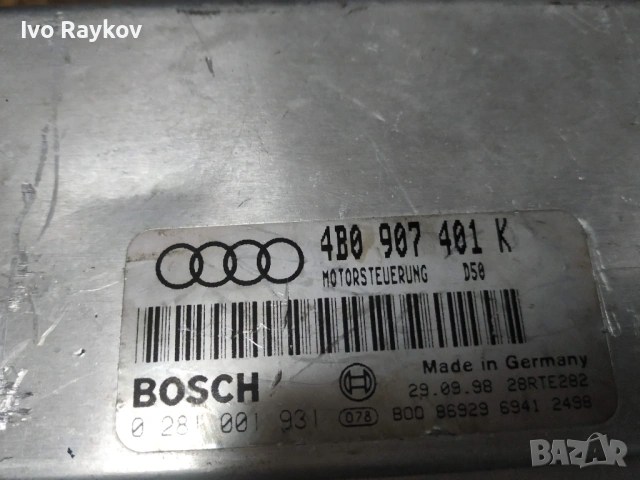 Ivo Raykov
4B0 907 401 K
MOTORSTEUERUNG D50
Made in Germany
BOSCH
29.09.98 28RTE282
0 281 001 931 078 800 86929 6941 2498
BAZAR